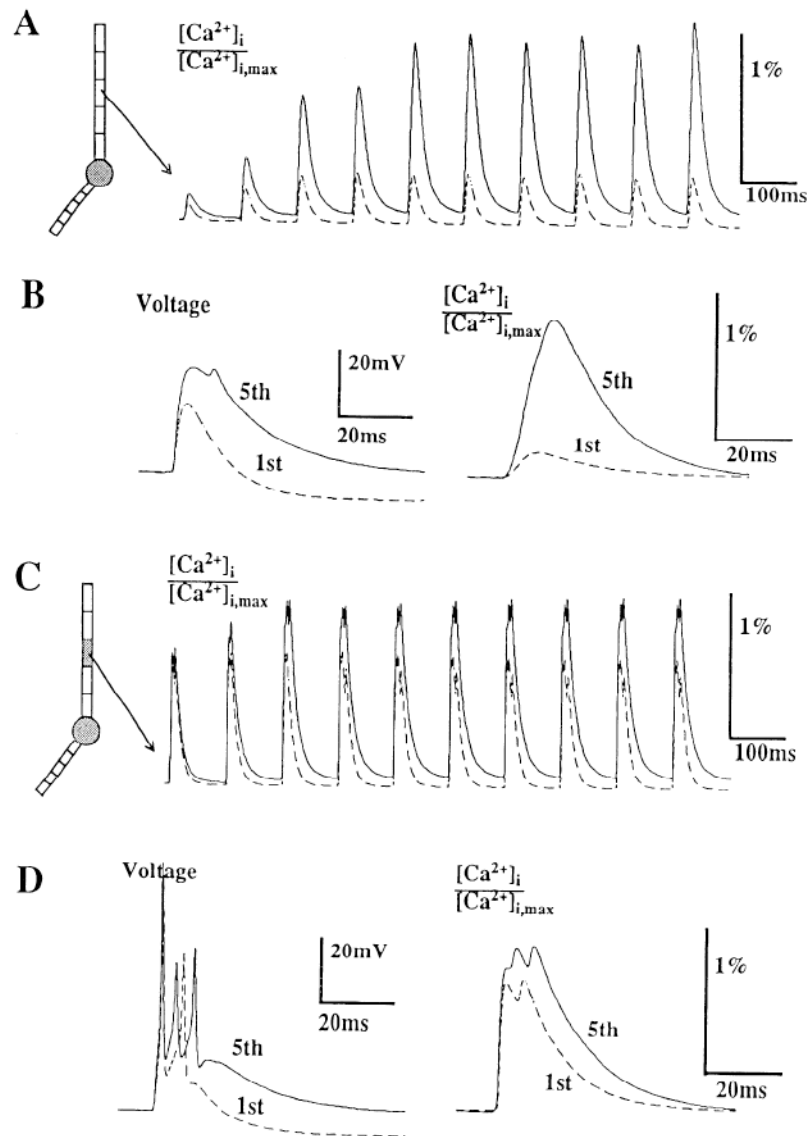 A
[Ca²⁺]ᵢ
[Ca²⁺]ᵢ,ₘₐₓ
1%
100ms
B
Voltage
20mV
20ms
5th
1st
[Ca²⁺]ᵢ
[Ca²⁺]ᵢ,ₘₐₓ
1%
20ms
5th
1st
C
[Ca²⁺]ᵢ
[Ca²⁺]ᵢ,ₘₐₓ
1%
100ms
D
Voltage
20mV
20ms
5th
1st
[Ca²⁺]ᵢ
[Ca²⁺]ᵢ,ₘₐₓ
1%
20ms
5th
1st